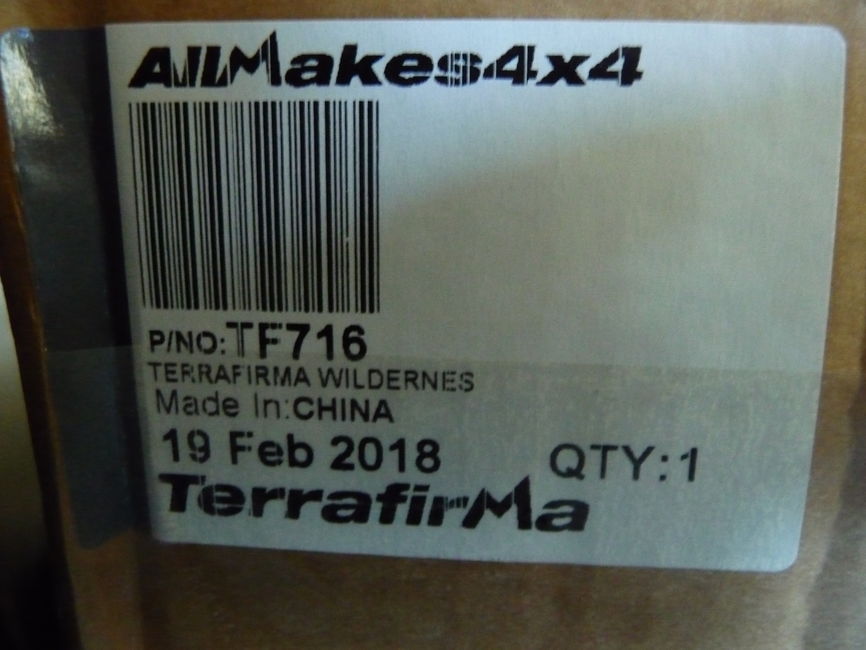 AllMakes4x4
P/NO:TF716
TERRAFIRMA WILDERNES
Made In:CHINA
19 Feb 2018 QTY:1
TerrafirMa